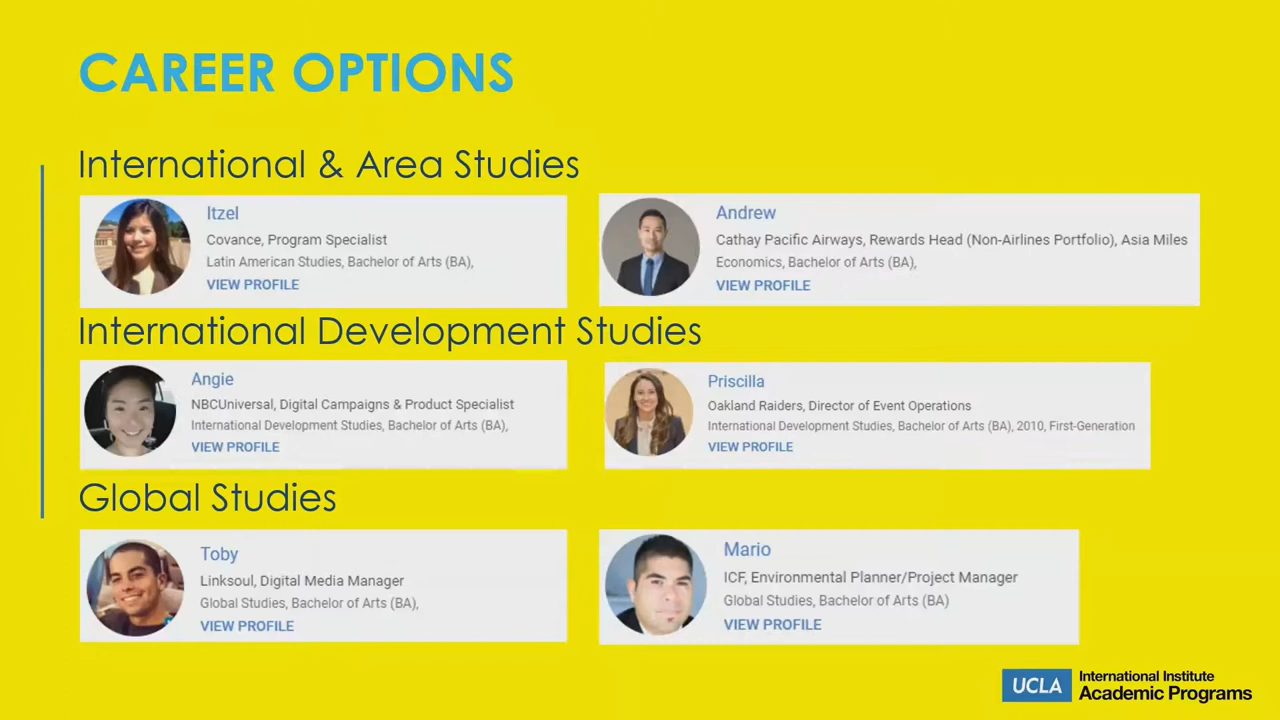 CAREER OPTIONS
International & Area Studies
Itzel
Covance, Program Specialist
Latin American Studies, Bachelor of Arts (BA),
VIEW PROFILE
Andrew
Cathay Pacific Airways, Rewards Head (Non-Airlines Portfolio), Asia Miles
Economics, Bachelor of Arts (BA),
VIEW PROFILE
International Development Studies
Angie
NBCUniversal, Digital Campaigns & Product Specialist
International Development Studies, Bachelor of Arts (BA),
VIEW PROFILE
Priscilla
Oakland Raiders, Director of Event Operations
International Development Studies, Bachelor of Arts (BA), 2010, First-Generation
VIEW PROFILE
Global Studies
Toby
Linksoul, Digital Media Manager
Global Studies, Bachelor of Arts (BA),
VIEW PROFILE
Mario
ICF, Environmental Planner/Project Manager
Global Studies, Bachelor of Arts (BA)
VIEW PROFILE
UCLA
International Institute
Academic Programs